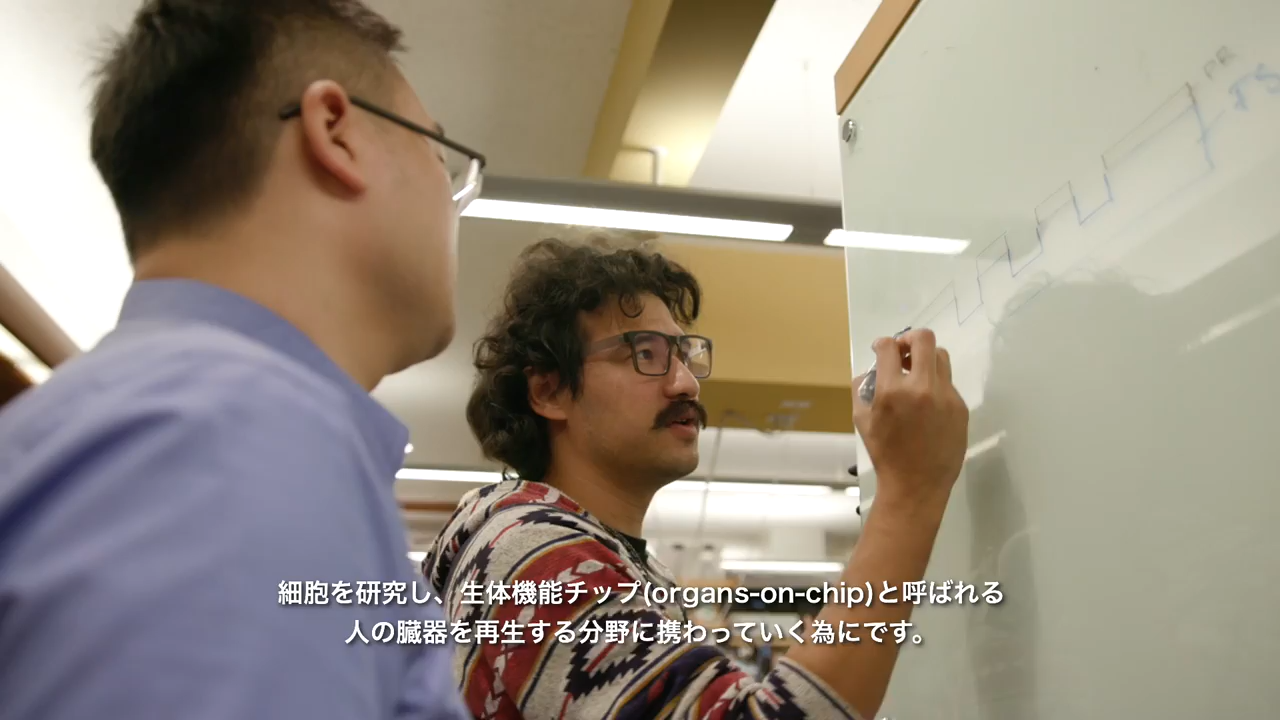 細胞を研究し、生体機能チップ(organs-on-chip)と呼ばれる
人の臓器を再生する分野に携わっていく為にです。